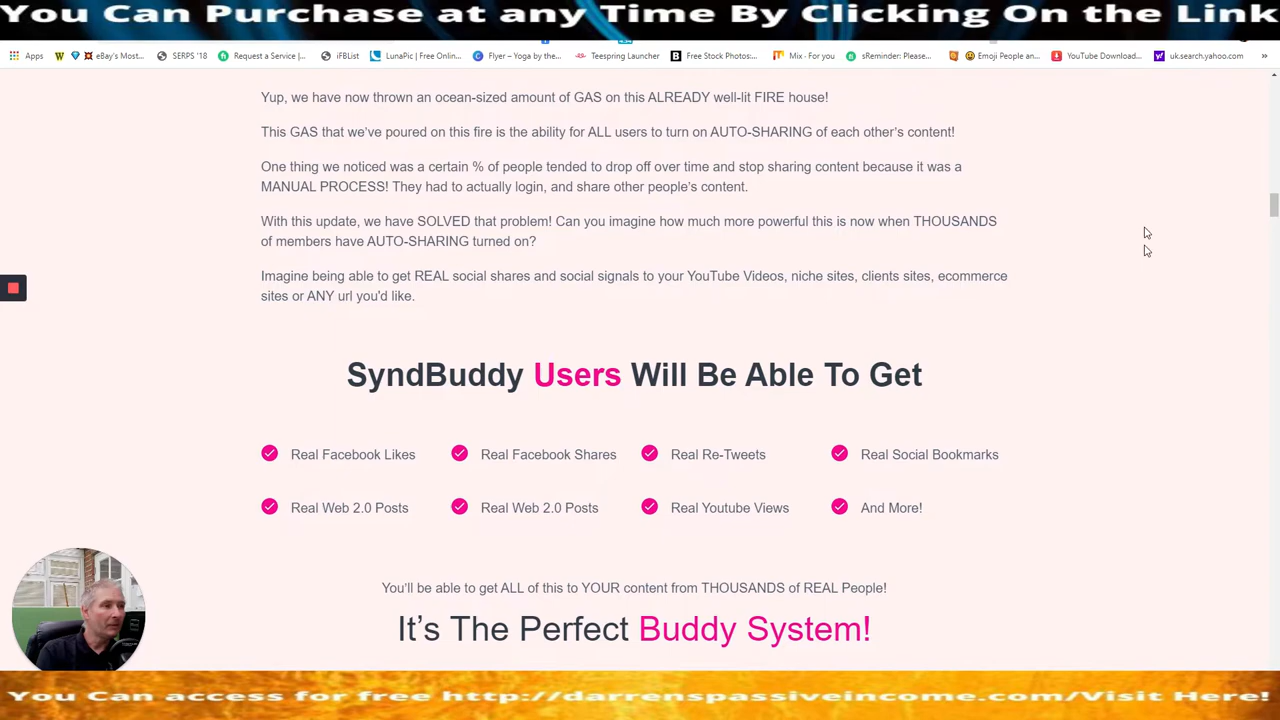 You Can Purchase at any Time By Clicking On the Link
Apps
W
eBay's Most...
SERPS '18
Request a Service |...
iFBLER
LunaPic | Free Onlin...
Flyer – Yoga by the...
Teespring Launcher
Free Stock Photos:...
Mix · For you
sReminder: Please...
Emoji People an...
YouTube Download...
uk.search.yahoo.com
»
Yup, we have now thrown an ocean-sized amount of GAS on this ALREADY well-lit FIRE house!
This GAS that we've poured on this fire is the ability for ALL users to turn on AUTO-SHARING of each other's content!
One thing we noticed was a certain % of people tended to drop off over time and stop sharing content because it was a
MANUAL PROCESS! They had to actually login, and share other people's content.
With this update, we have SOLVED that problem! Can you imagine how much more powerful this is now when THOUSANDS
of members have AUTO-SHARING turned on?
Imagine being able to get REAL social shares and social signals to your YouTube Videos, niche sites, clients sites, ecommerce
sites or ANY url you'd like.
SyndBuddy Users Will Be Able To Get
Real Facebook Likes
Real Facebook Shares
Real Re-Tweets
Real Social Bookmarks
Real Web 2.0 Posts
Real Web 2.0 Posts
Real Youtube Views
And More!
You'll be able to get ALL of this to YOUR content from THOUSANDS of REAL People!
It's The Perfect Buddy System!
You Can access for free http://darrenspassiveincome.com/Visit Here!